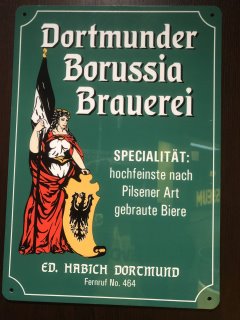 Dortmunder
Borussia
Brauerei
SPECIALITÄT:
hochfeinste nach
Pilsener Art
gebraute Biere
ED. HABICH DORTMUND
Fernruf No. 464